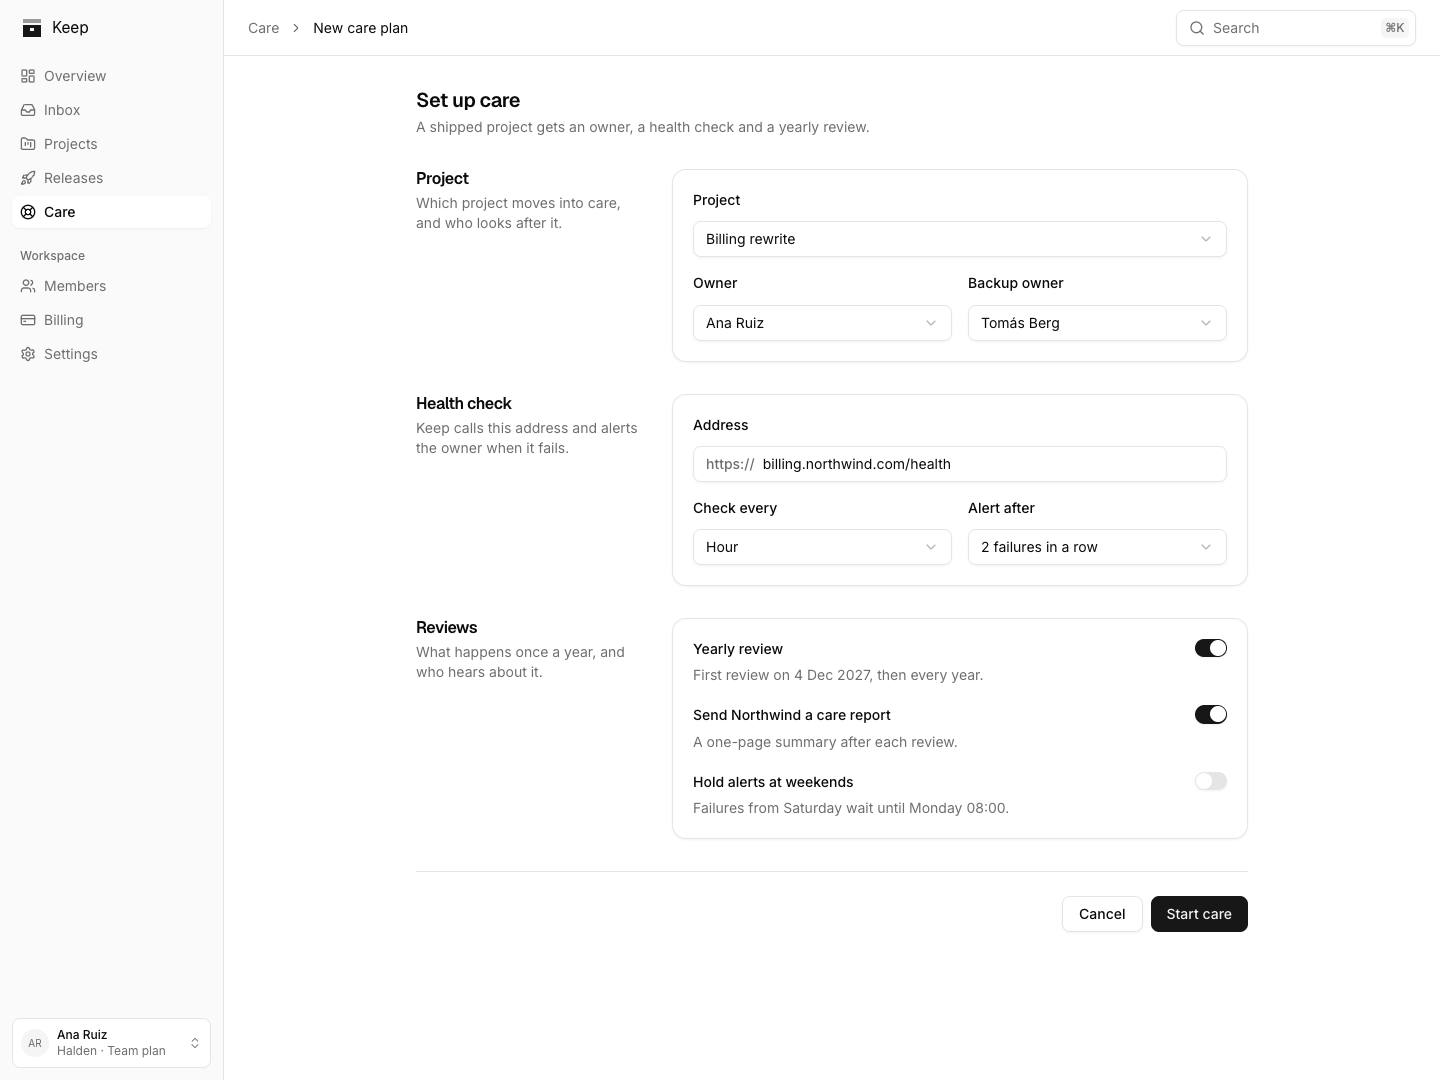 Keep
Care
New care plan
Search
⌘K
Overview
Inbox
Projects
Releases
Care
Workspace
Members
Billing
Settings
Set up care
A shipped project gets an owner, a health check and a yearly review.
Project
Which project moves into care,
and who looks after it.
Project
Billing rewrite
Owner
Backup owner
Ana Ruiz
Tomás Berg
Health check
Keep calls this address and alerts
the owner when it fails.
Address
https:// billing.northwind.com/health
Check every
Alert after
Hour
2 failures in a row
Reviews
What happens once a year, and
who hears about it.
Yearly review
First review on 4 Dec 2027, then every year.
Send Northwind a care report
A one-page summary after each review.
Hold alerts at weekends
Failures from Saturday wait until Monday 08:00.
Cancel
Start care
AR
Ana Ruiz
Halden · Team plan